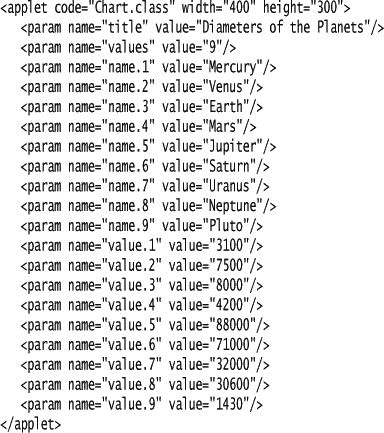 <applet code="Chart.class" width="400" height="300">
<param name="title" value="Diameters of the Planets"/>
<param name="values" value="9"/>
<param name="name.1" value="Mercury"/>
<param name="name.2" value="Venus"/>
<param name="name.3" value="Earth"/>
<param name="name.4" value="Mars"/>
<param name="name.5" value="Jupiter"/>
<param name="name.6" value="Saturn"/>
<param name="name.7" value="Uranus"/>
<param name="name.8" value="Neptune"/>
<param name="name.9" value="Pluto"/>
<param name="value.1" value="3100"/>
<param name="value.2" value="7500"/>
<param name="value.3" value="8000"/>
<param name="value.4" value="4200"/>
<param name="value.5" value="88000"/>
<param name="value.6" value="71000"/>
<param name="value.7" value="32000"/>
<param name="value.8" value="30600"/>
<param name="value.9" value="1430"/>
</applet>